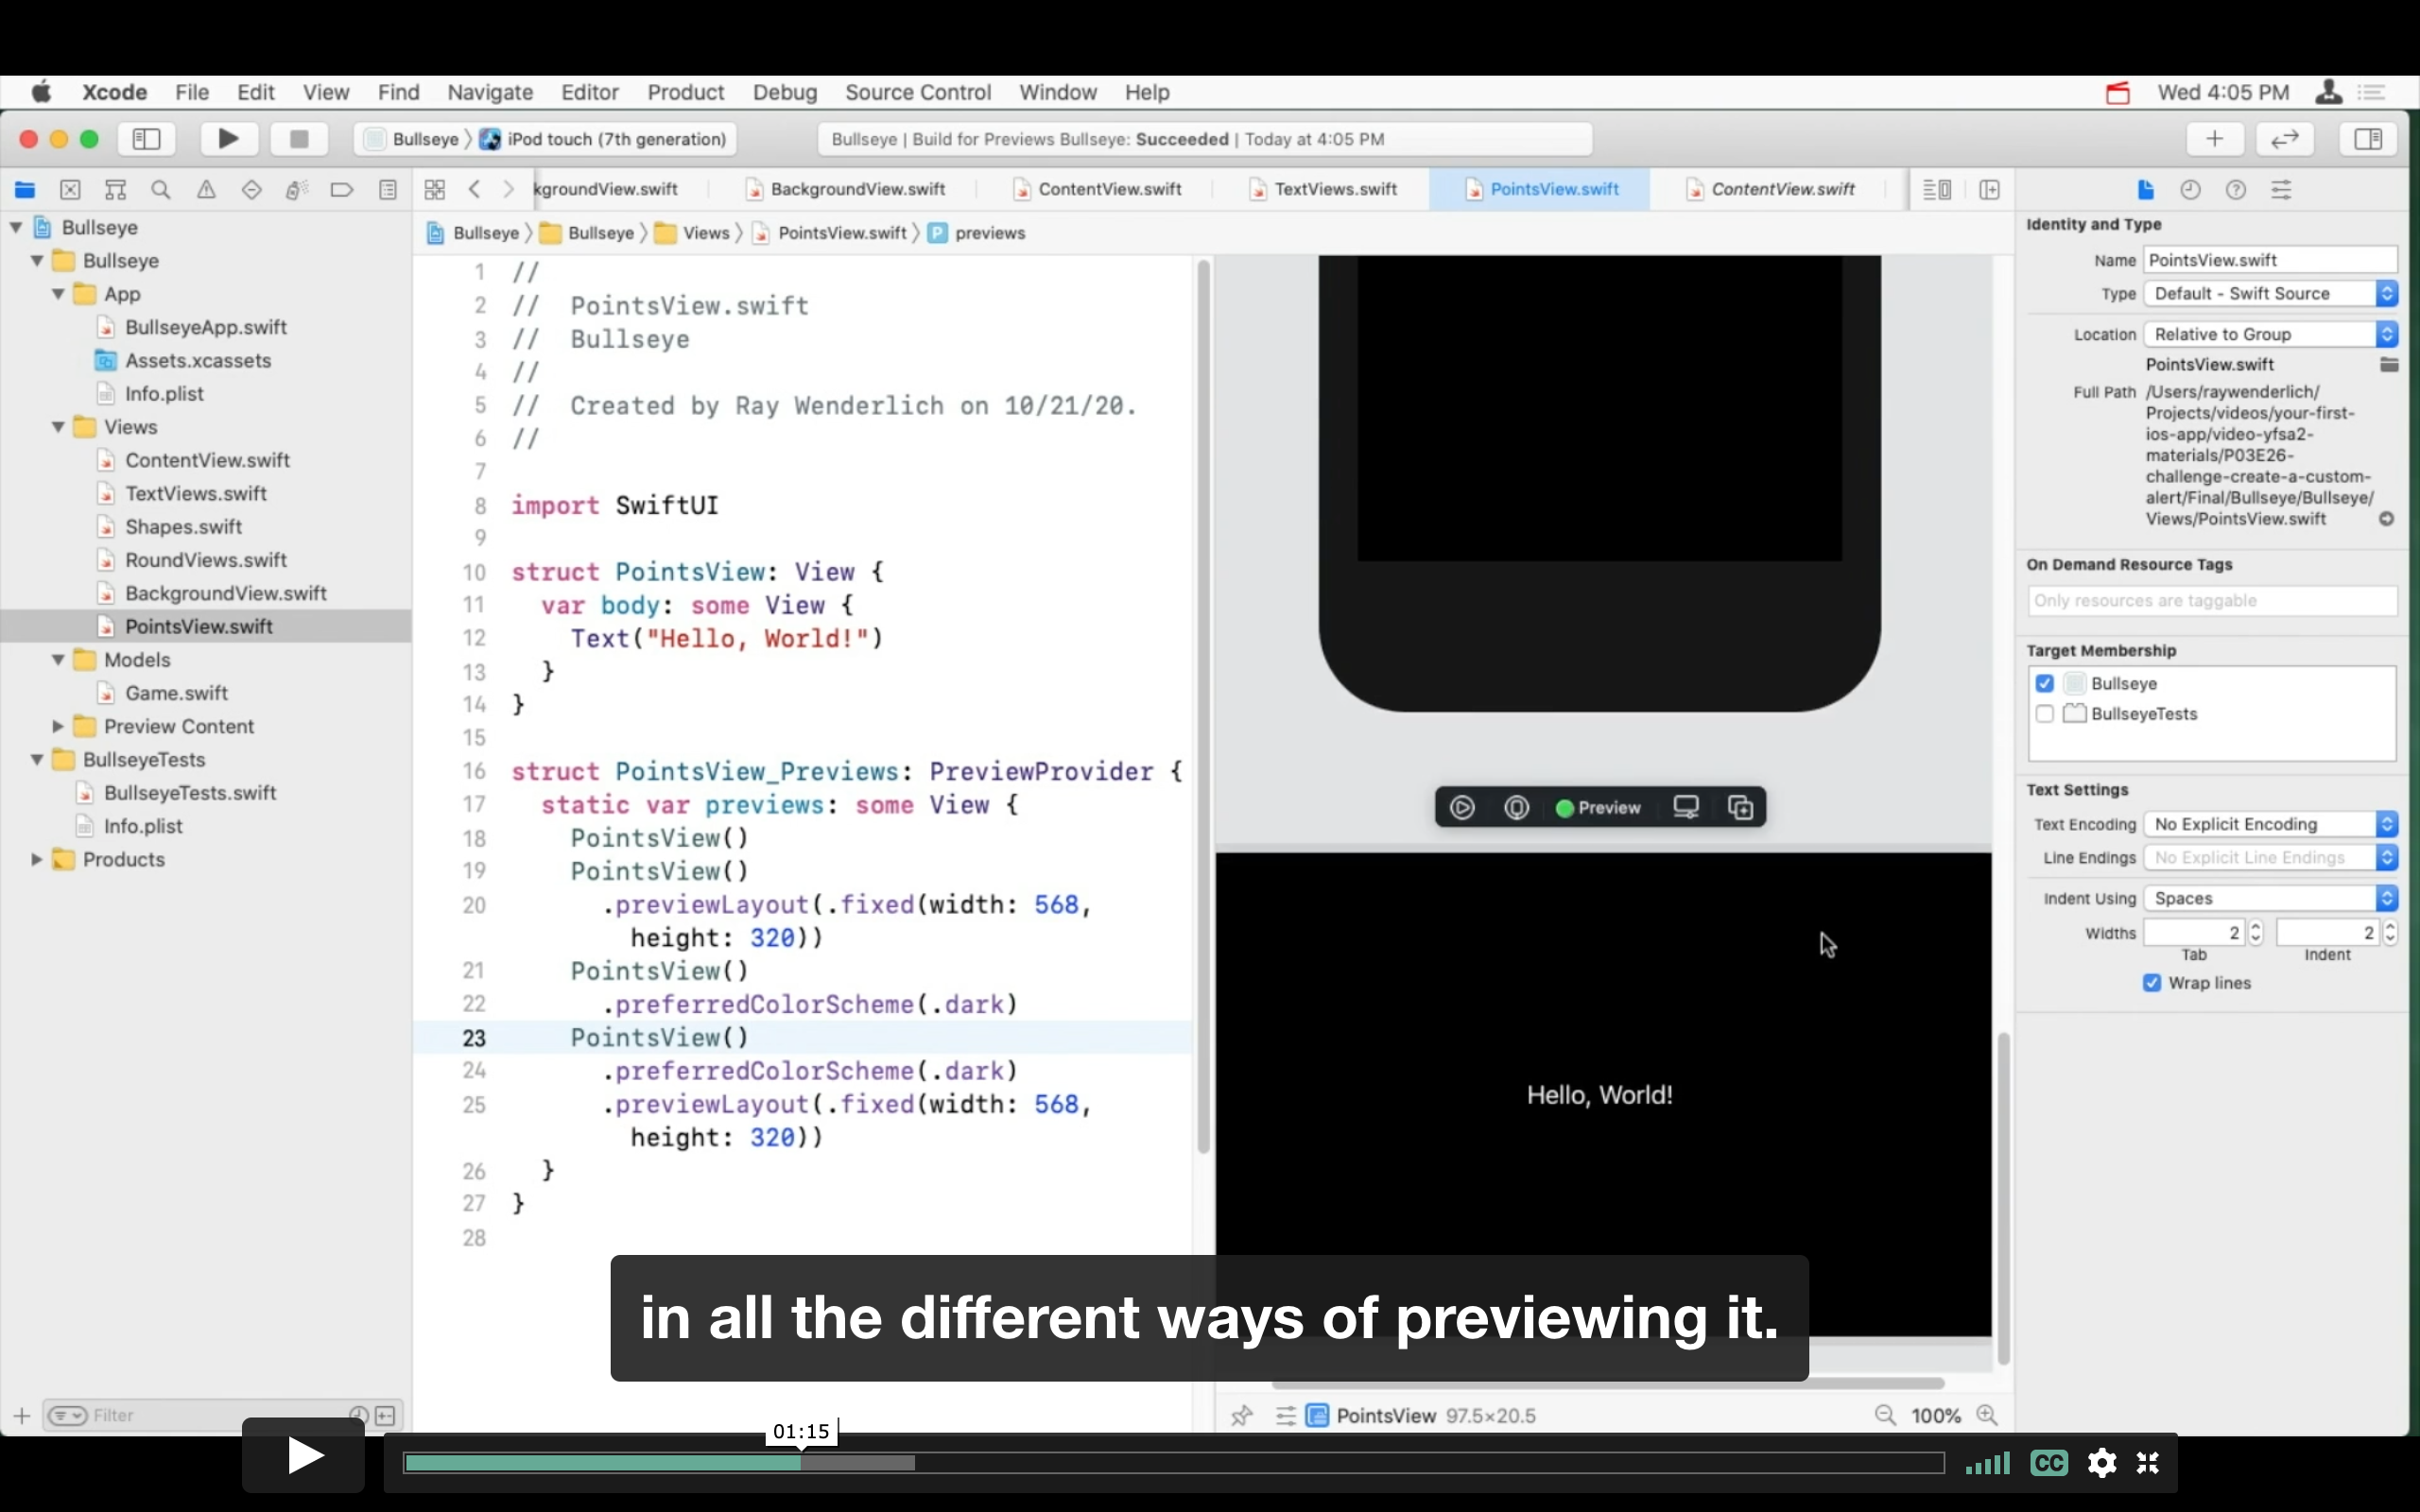 Xcode File Edit View Find Navigate Editor Product Debug Source Control Window Help
Wed 4:05 PM
Bullseye 〉 iPod touch (7th generation)
Bullseye | Build for Previews Bullseye: Succeeded | Today at 4:05 PM
kgroundView.swift
BackgroundView.swift
ContentView.swift
TextViews.swift
PointsView.swift
ContentView.swift
Bullseye 〉 Bullseye 〉 Views 〉 PointsView.swift 〉 P previews
Bullseye
Bullseye
App
BullseyeApp.swift
Assets.xcassets
Info.plist
Views
ContentView.swift
TextViews.swift
Shapes.swift
RoundViews.swift
BackgroundView.swift
PointsView.swift
Models
Game.swift
Preview Content
BullseyeTests
BullseyeTests.swift
Info.plist
Products
Filter
1 //
2 //  PointsView.swift
3 //  Bullseye
4 //
5 //  Created by Ray Wenderlich on 10/21/20.
6 //
7
8 import SwiftUI
9
10 struct PointsView: View {
11   var body: some View {
12     Text("Hello, World!")
13   }
14 }
15
16 struct PointsView_Previews: PreviewProvider {
17   static var previews: some View {
18     PointsView()
19     PointsView()
20       .previewLayout(.fixed(width: 568,
height: 320))
21     PointsView()
22       .preferredColorScheme(.dark)
23     PointsView()
24       .preferredColorScheme(.dark)
25       .previewLayout(.fixed(width: 568,
height: 320))
26   }
27 }
28
Preview
Hello, World!
PointsView 97.5×20.5
100%
Identity and Type
Name PointsView.swift
Type Default - Swift Source
Location Relative to Group
PointsView.swift
Full Path /Users/raywenderlich/
Projects/videos/your-first-
ios-app/video-yfsa2-
materials/P03E26-
challenge-create-a-custom-
alert/Final/Bullseye/Bullseye/
Views/PointsView.swift
On Demand Resource Tags
Only resources are taggable
Target Membership
Bullseye
BullseyeTests
Text Settings
Text Encoding No Explicit Encoding
Line Endings No Explicit Line Endings
Indent Using Spaces
Widths 2 2
Tab Indent
Wrap lines
in all the different ways of previewing it.
01:15
CC